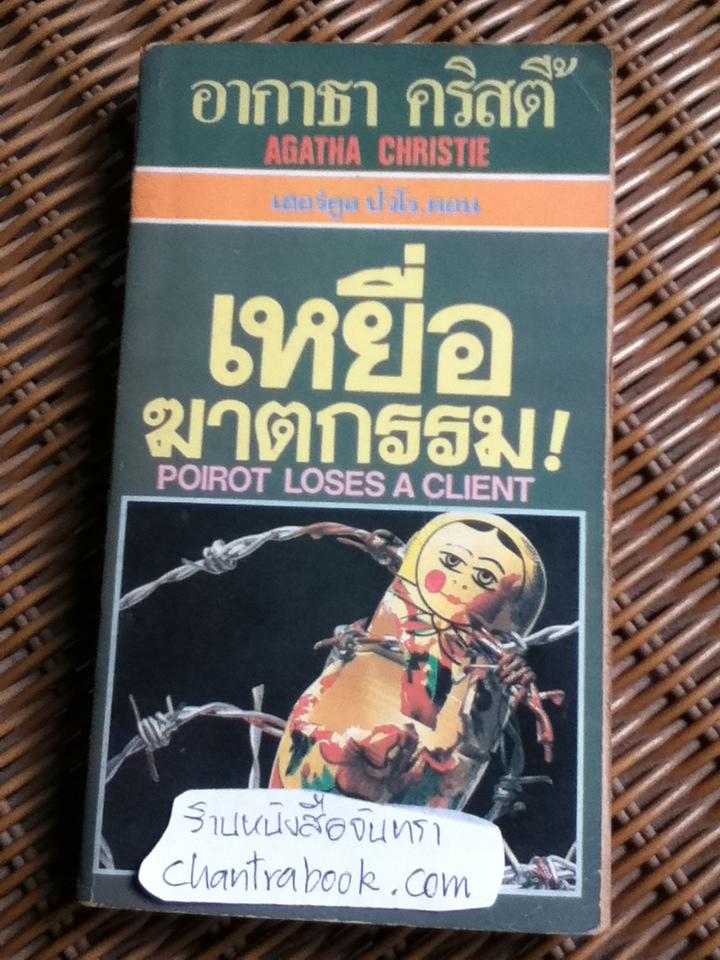 อากาธา คริสตี้
AGATHA CHRISTIE
เฮอร์คูล ปัวโร. ตอน
เหยื่อ
ฆาตกรรม!
POIROT LOSES A CLIENT
ร้านหนังสือจันทรา
chantrabook.com